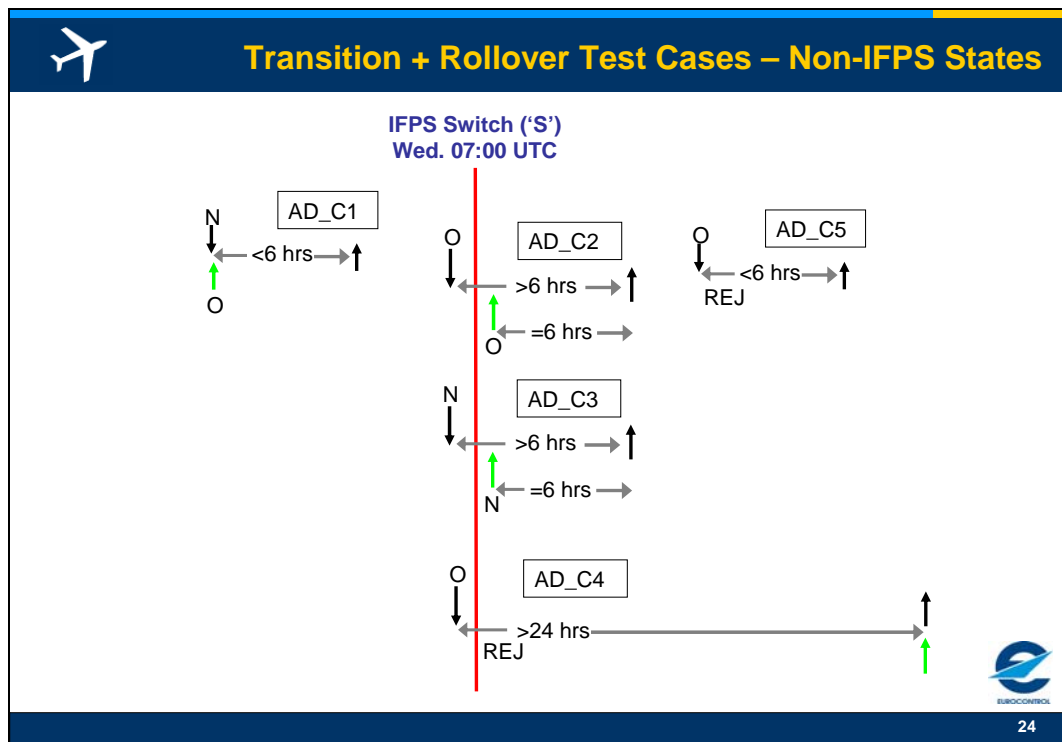 Transition + Rollover Test Cases – Non-IFPS States
IFPS Switch ('S')
Wed. 07:00 UTC
N
AD_C1
<6 hrs
O
O
AD_C2
>6 hrs
=6 hrs
O
O
AD_C5
<6 hrs
REJ
N
AD_C3
>6 hrs
=6 hrs
N
O
AD_C4
>24 hrs
REJ
EUROCONTROL
24